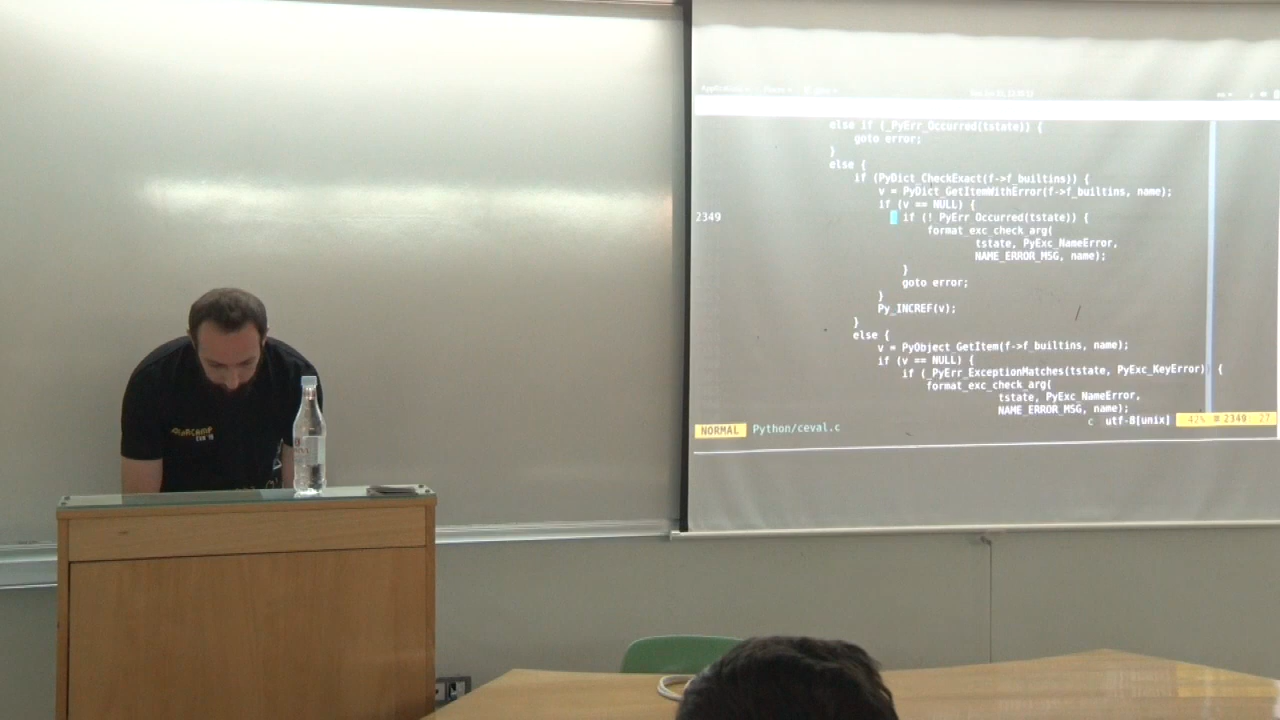 else if (_PyErr_Occurred(tstate)) {
goto error;
}
else {
if (PyDict_CheckExact(f->f_builtins)) {
v = PyDict_GetItemWithError(f->f_builtins, name);
if (v == NULL) {
2349 if (!_PyErr_Occurred(tstate)) {
format_exc_check_arg(
tstate, PyExc_NameError,
NAME_ERROR_MSG, name);
}
goto error;
}
Py_INCREF(v);
}
else {
v = PyObject_GetItem(f->f_builtins, name);
if (v == NULL) {
if (_PyErr_ExceptionMatches(tstate, PyExc_KeyError)) {
format_exc_check_arg(
tstate, PyExc_NameError,
NAME_ERROR_MSG, name);
NORMAL Python/ceval.c c utf-8[unix] 42% ≡ 2349: 27